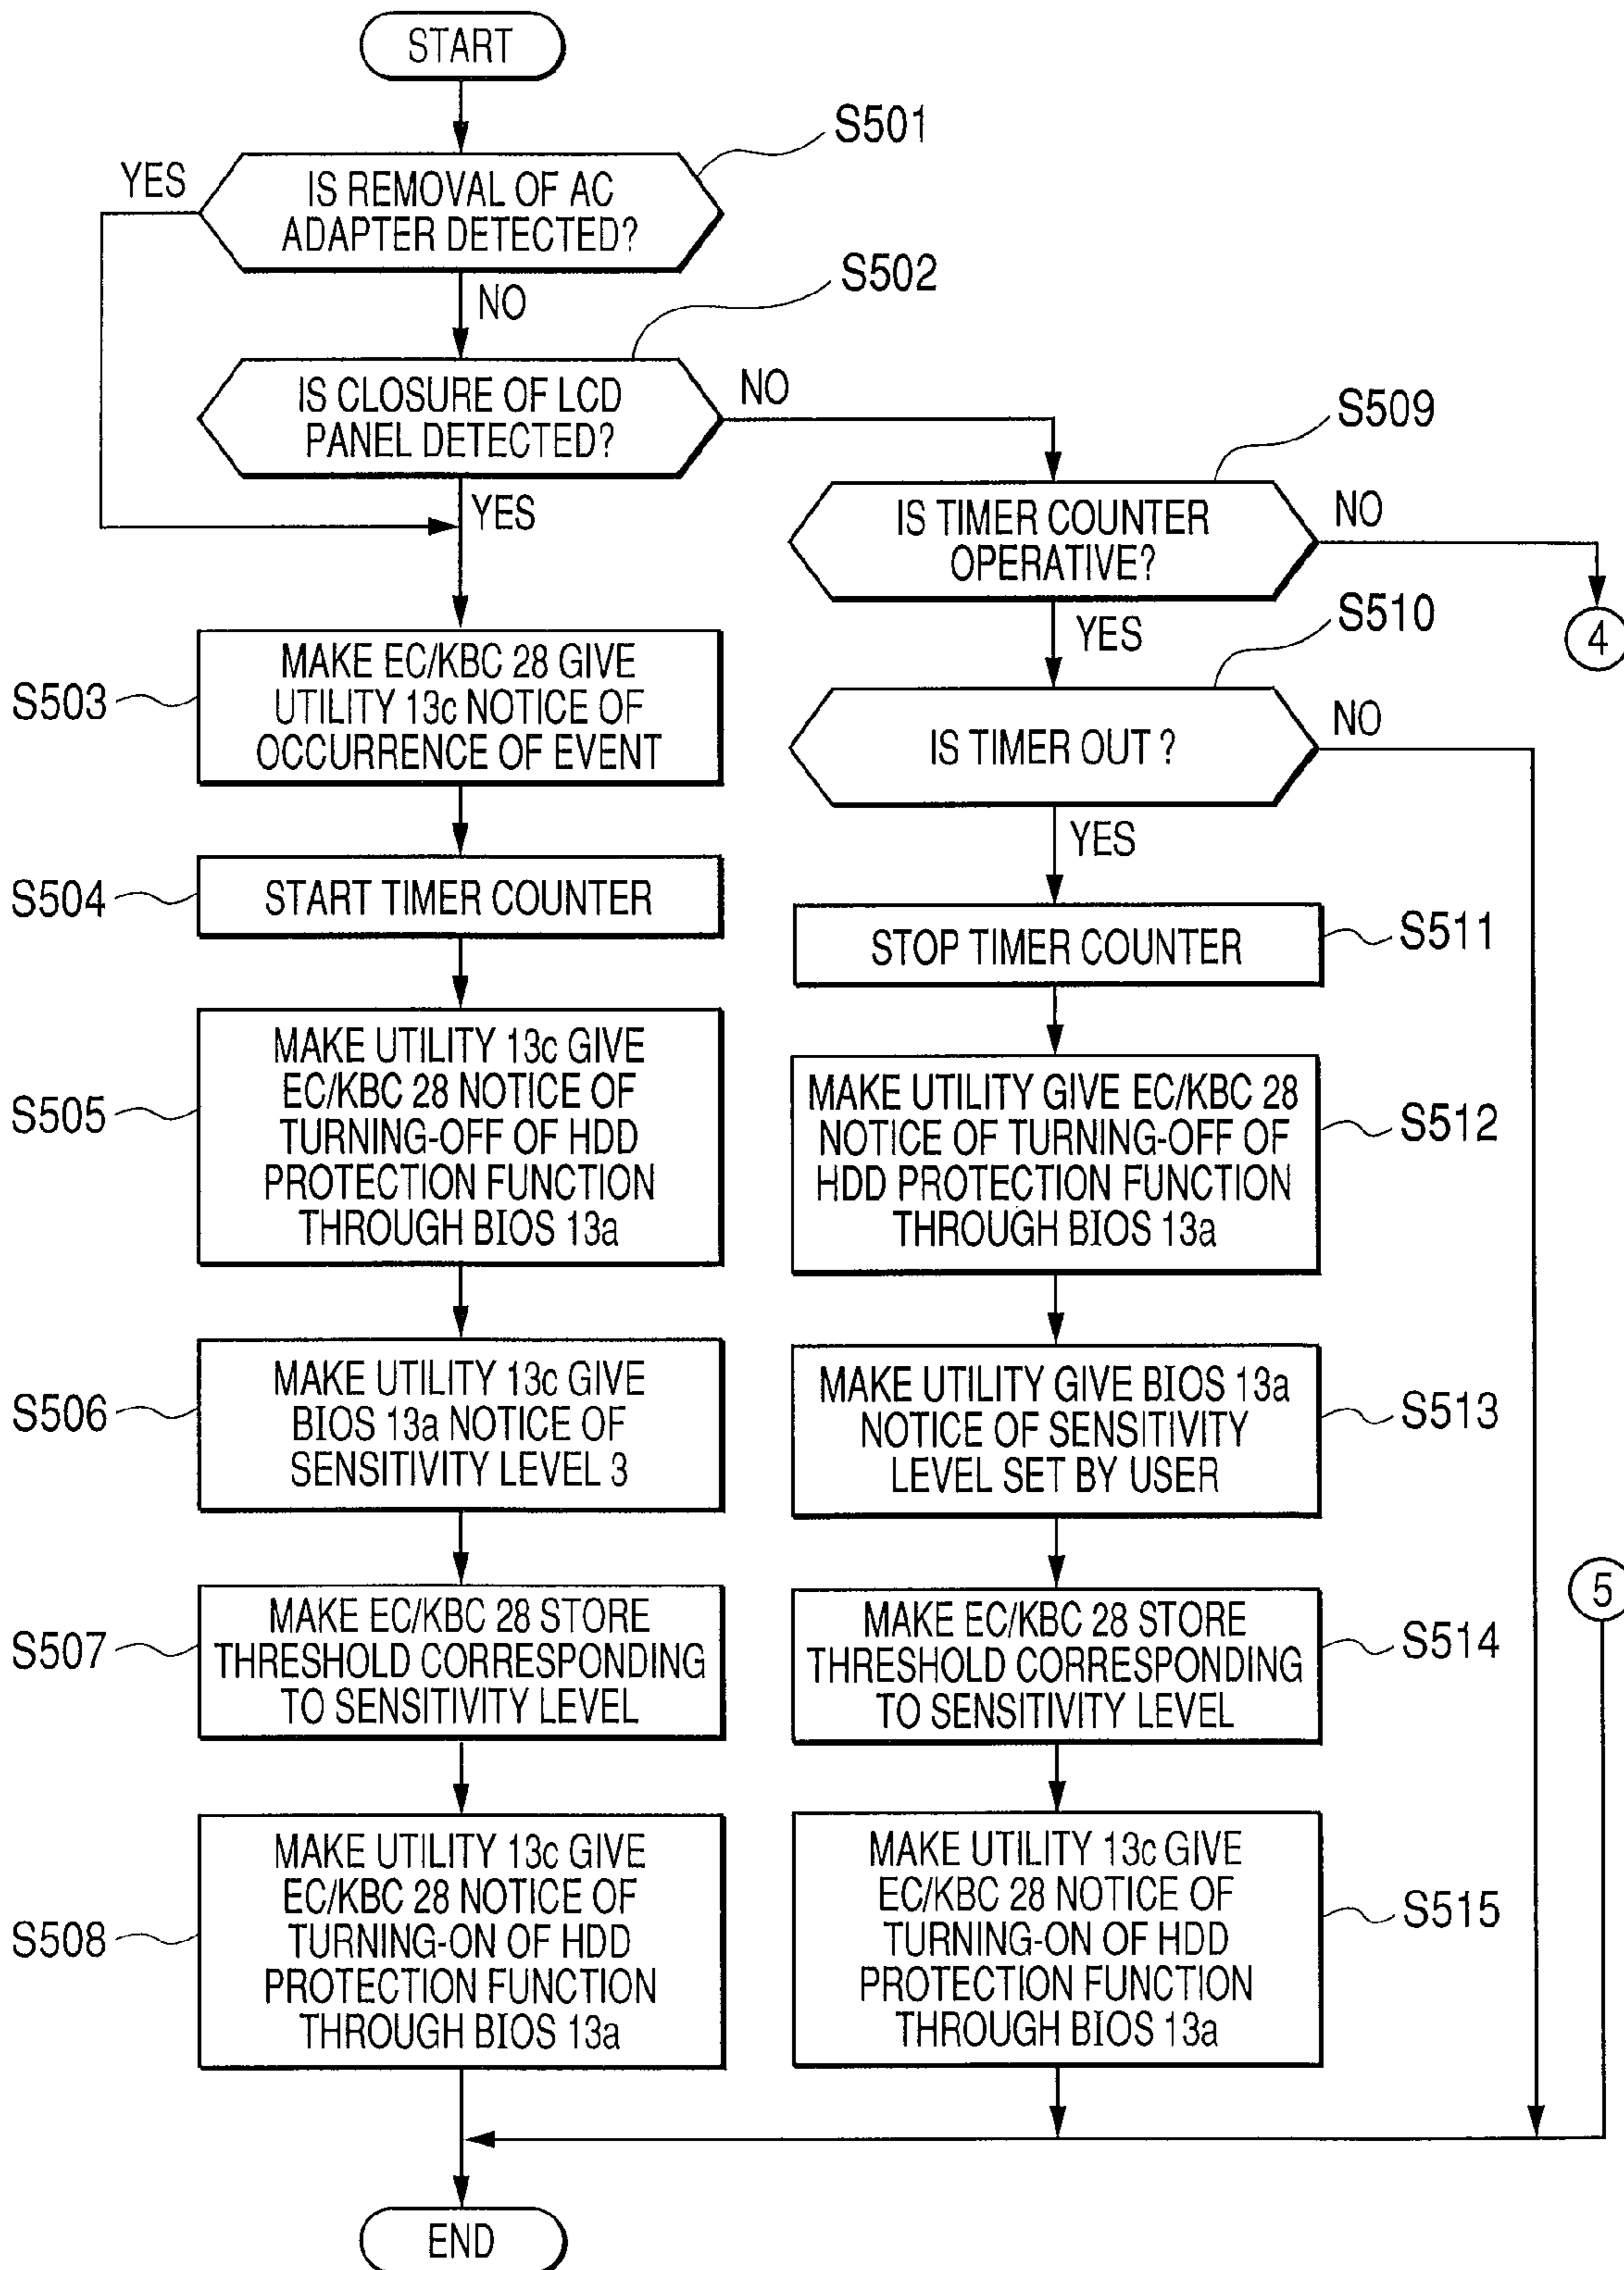 START
S501
YES
IS REMOVAL OF AC
ADAPTER DETECTED?
NO
S502
IS CLOSURE OF LCD
PANEL DETECTED?
NO
YES
S503
MAKE EC/KBC 28 GIVE
UTILITY 13c NOTICE OF
OCCURRENCE OF EVENT
S504
START TIMER COUNTER
S505
MAKE UTILITY 13c GIVE
EC/KBC 28 NOTICE OF
TURNING-OFF OF HDD
PROTECTION FUNCTION
THROUGH BIOS 13a
S506
MAKE UTILITY 13c GIVE
BIOS 13a NOTICE OF
SENSITIVITY LEVEL 3
S507
MAKE EC/KBC 28 STORE
THRESHOLD CORRESPONDING
TO SENSITIVITY LEVEL
S508
MAKE UTILITY 13c GIVE
EC/KBC 28 NOTICE OF
TURNING-ON OF HDD
PROTECTION FUNCTION
THROUGH BIOS 13a
S509
IS TIMER COUNTER
OPERATIVE?
NO
4
YES
S510
IS TIMER OUT ?
NO
YES
STOP TIMER COUNTER
S511
MAKE UTILITY GIVE EC/KBC 28
NOTICE OF TURNING-OFF OF
HDD PROTECTION FUNCTION
THROUGH BIOS 13a
S512
MAKE UTILITY GIVE BIOS 13a
NOTICE OF SENSITIVITY
LEVEL SET BY USER
S513
5
MAKE EC/KBC 28 STORE
THRESHOLD CORRESPONDING
TO SENSITIVITY LEVEL
S514
MAKE UTILITY 13c GIVE
EC/KBC 28 NOTICE OF
TURNING-ON OF HDD
PROTECTION FUNCTION
THROUGH BIOS 13a
S515
END